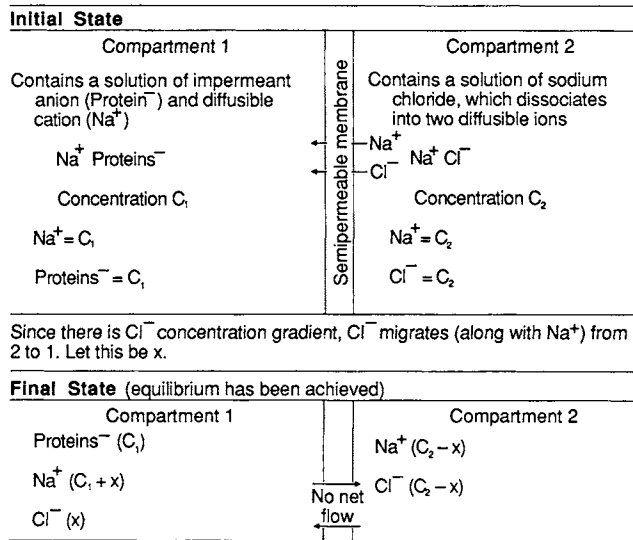 Initial State
Compartment 1
Contains a solution of impermeant
anion (Protein⁻) and diffusible
cation (Na⁺)
Na⁺ Proteins⁻
Concentration C₁
Na⁺ = C₁
Proteins⁻ = C₁
Semipermeable membrane
Na⁺
Cl⁻
Compartment 2
Contains a solution of sodium
chloride, which dissociates
into two diffusible ions
Na⁺ Cl⁻
Concentration C₂
Na⁺ = C₂
Cl⁻ = C₂
Since there is Cl⁻ concentration gradient, Cl⁻ migrates (along with Na⁺) from
2 to 1. Let this be x.
Final State (equilibrium has been achieved)
Compartment 1
Proteins⁻ (C₁)
Na⁺ (C₁ + x)
Cl⁻ (x)
No net
flow
Compartment 2
Na⁺ (C₂ – x)
Cl⁻ (C₂ – x)